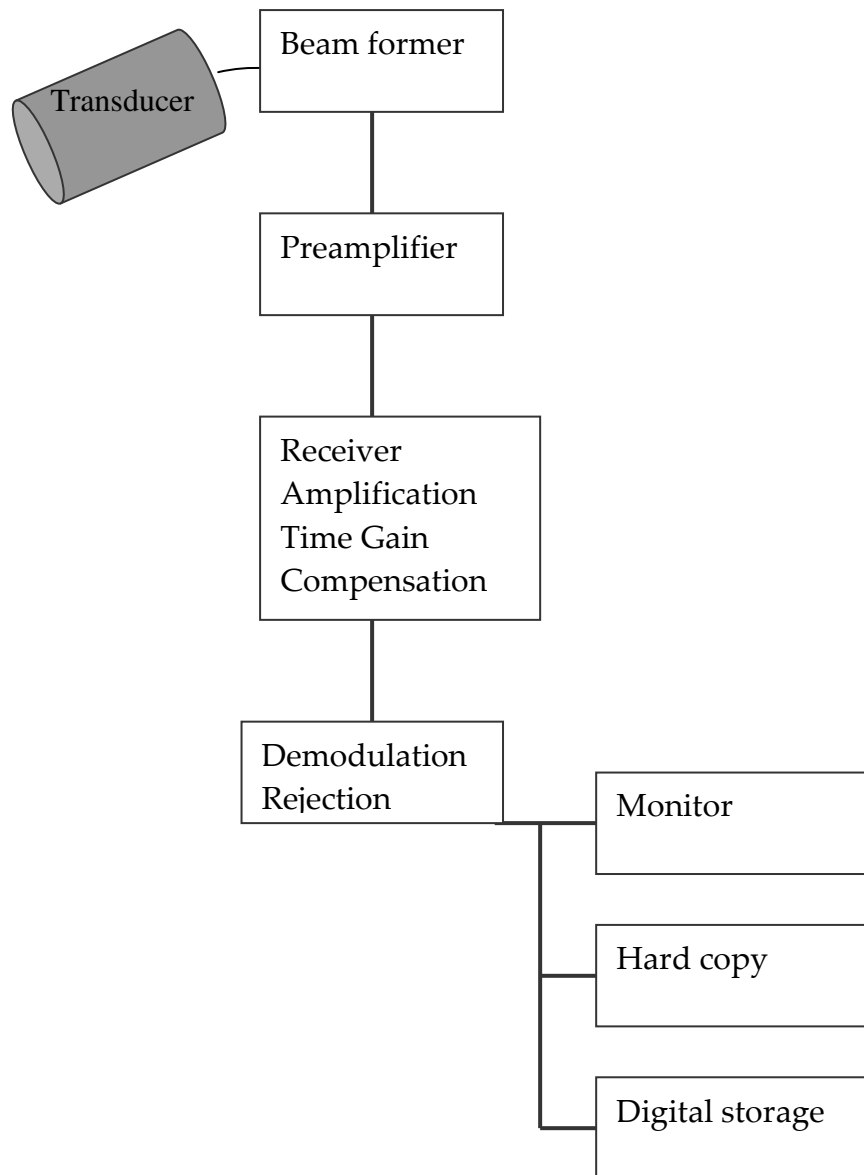 Beam former
Transducer
Preamplifier
Receiver
Amplification
Time Gain
Compensation
Demodulation
Rejection
Monitor
Hard copy
Digital storage